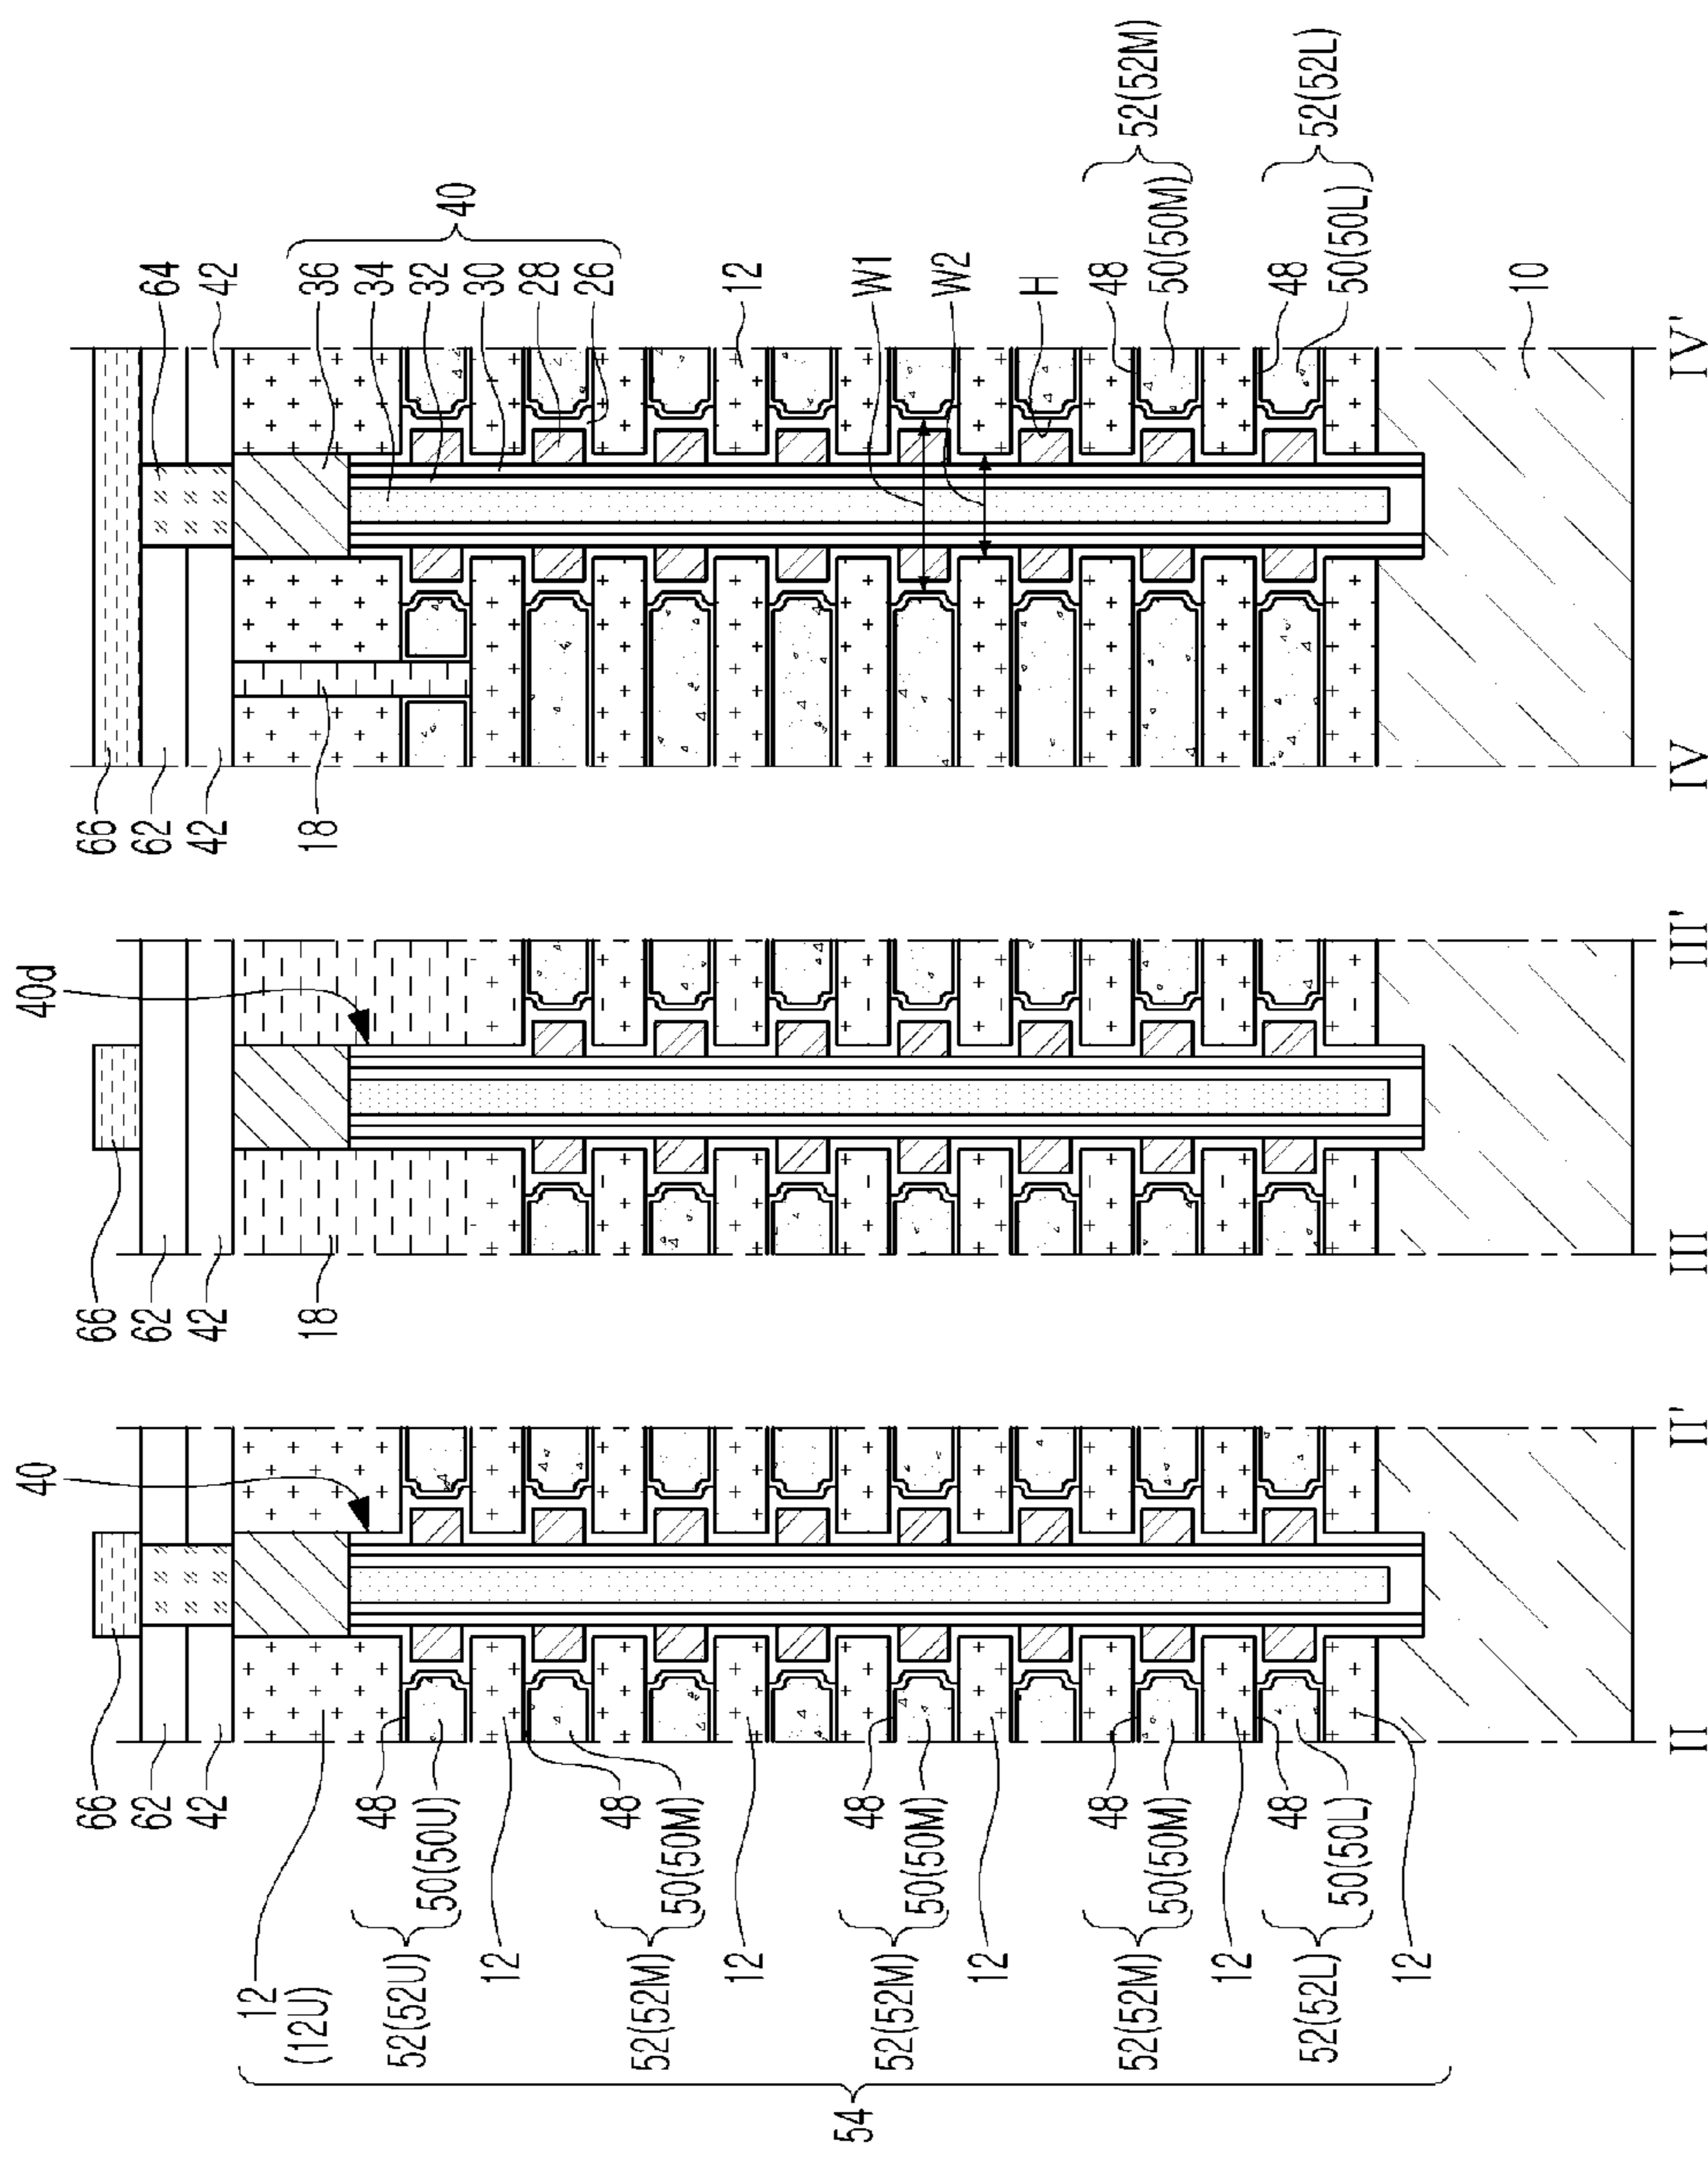 54
40
66
62
42
12
(12U)
48
52(52U)
50(50U)
12
48
52(52M)
50(50M)
12
48
52(52M)
50(50M)
12
48
52(52M)
50(50M)
12
48
52(52L)
50(50L)
12
II
II'
40d
66
62
42
18
III
III'
66
62
42
18
64
42
36
34
32
30
28
26
40
12
W1
W2
H
48
50(50M)
52(52M)
48
50(50L)
52(52L)
10
IV
IV'